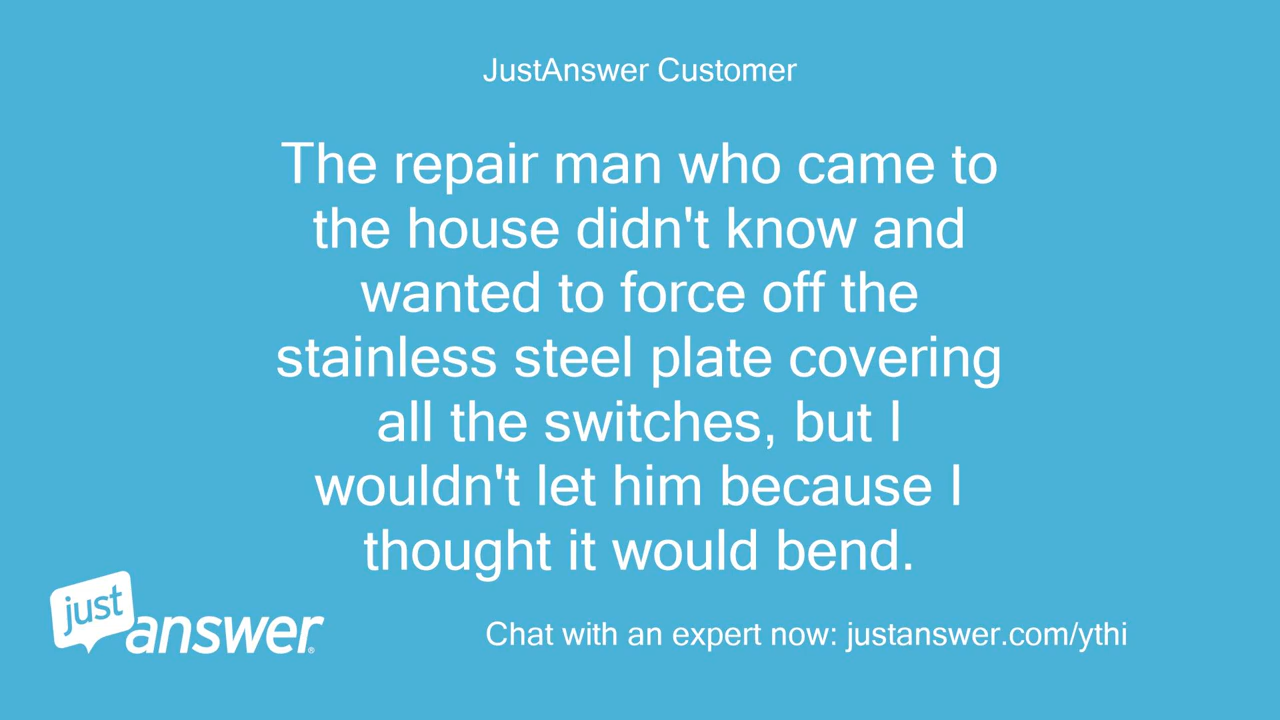 JustAnswer Customer
The repair man who came to
the house didn't know and
wanted to force off the
stainless steel plate covering
all the switches, but I
wouldn't let him because I
thought it would bend.
just
answer®
Chat with an expert now: justanswer.com/ythi